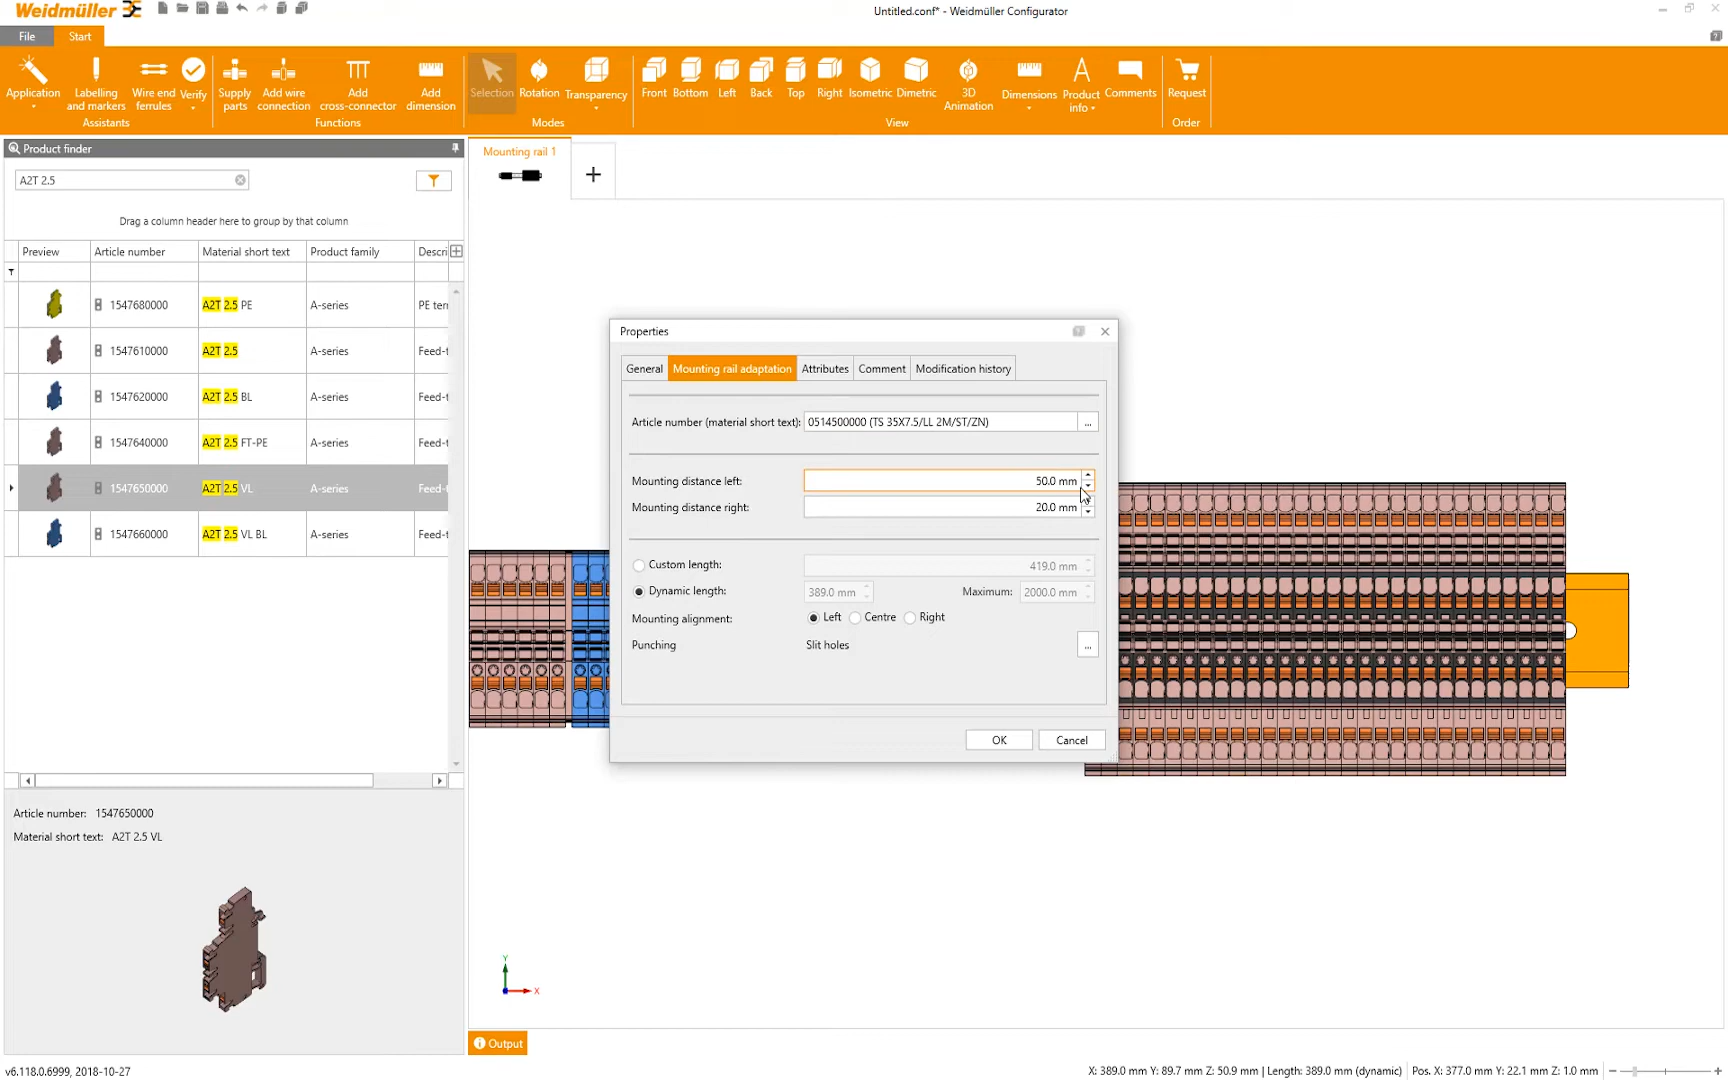 Weidmüller
Untitled.conf* - Weidmüller Configurator
File Start
Application Labelling and markers Wire end ferrules Verify Supply parts Add wire connection Add cross-connector Add dimension Selection Rotation Transparency Front Bottom Left Back Top Right Isometric Dimetric 3D Animation Dimensions Product info Comments Request
Assistants Functions Modes View Order
Product finder
Mounting rail 1
A2T 2.5
Drag a column header here to group by that column
Preview Article number Material short text Product family Descri
1547680000 A2T 2.5 PE A-series PE ter
1547610000 A2T 2.5 A-series Feed-t
1547620000 A2T 2.5 BL A-series Feed-t
1547640000 A2T 2.5 FT-PE A-series Feed-t
1547650000 A2T 2.5 VL A-series Feed-t
1547660000 A2T 2.5 VL BL A-series Feed-t
Article number: 1547650000
Material short text: A2T 2.5 VL
Properties
General Mounting rail adaptation Attributes Comment Modification history
Article number (material short text): 0514500000 (TS 35X7.5/LL 2M/ST/ZN) ...
Mounting distance left: 50.0 mm
Mounting distance right: 20.0 mm
Custom length: 419.0 mm
Dynamic length: 389.0 mm Maximum: 2000.0 mm
Mounting alignment: Left Centre Right
Punching Slit holes ...
OK Cancel
Y
X
Output
v6.118.0.6999, 2018-10-27
X: 389.0 mm Y: 89.7 mm Z: 50.9 mm | Length: 389.0 mm (dynamic) Pos. X: 377.0 mm Y: 22.1 mm Z: 1.0 mm